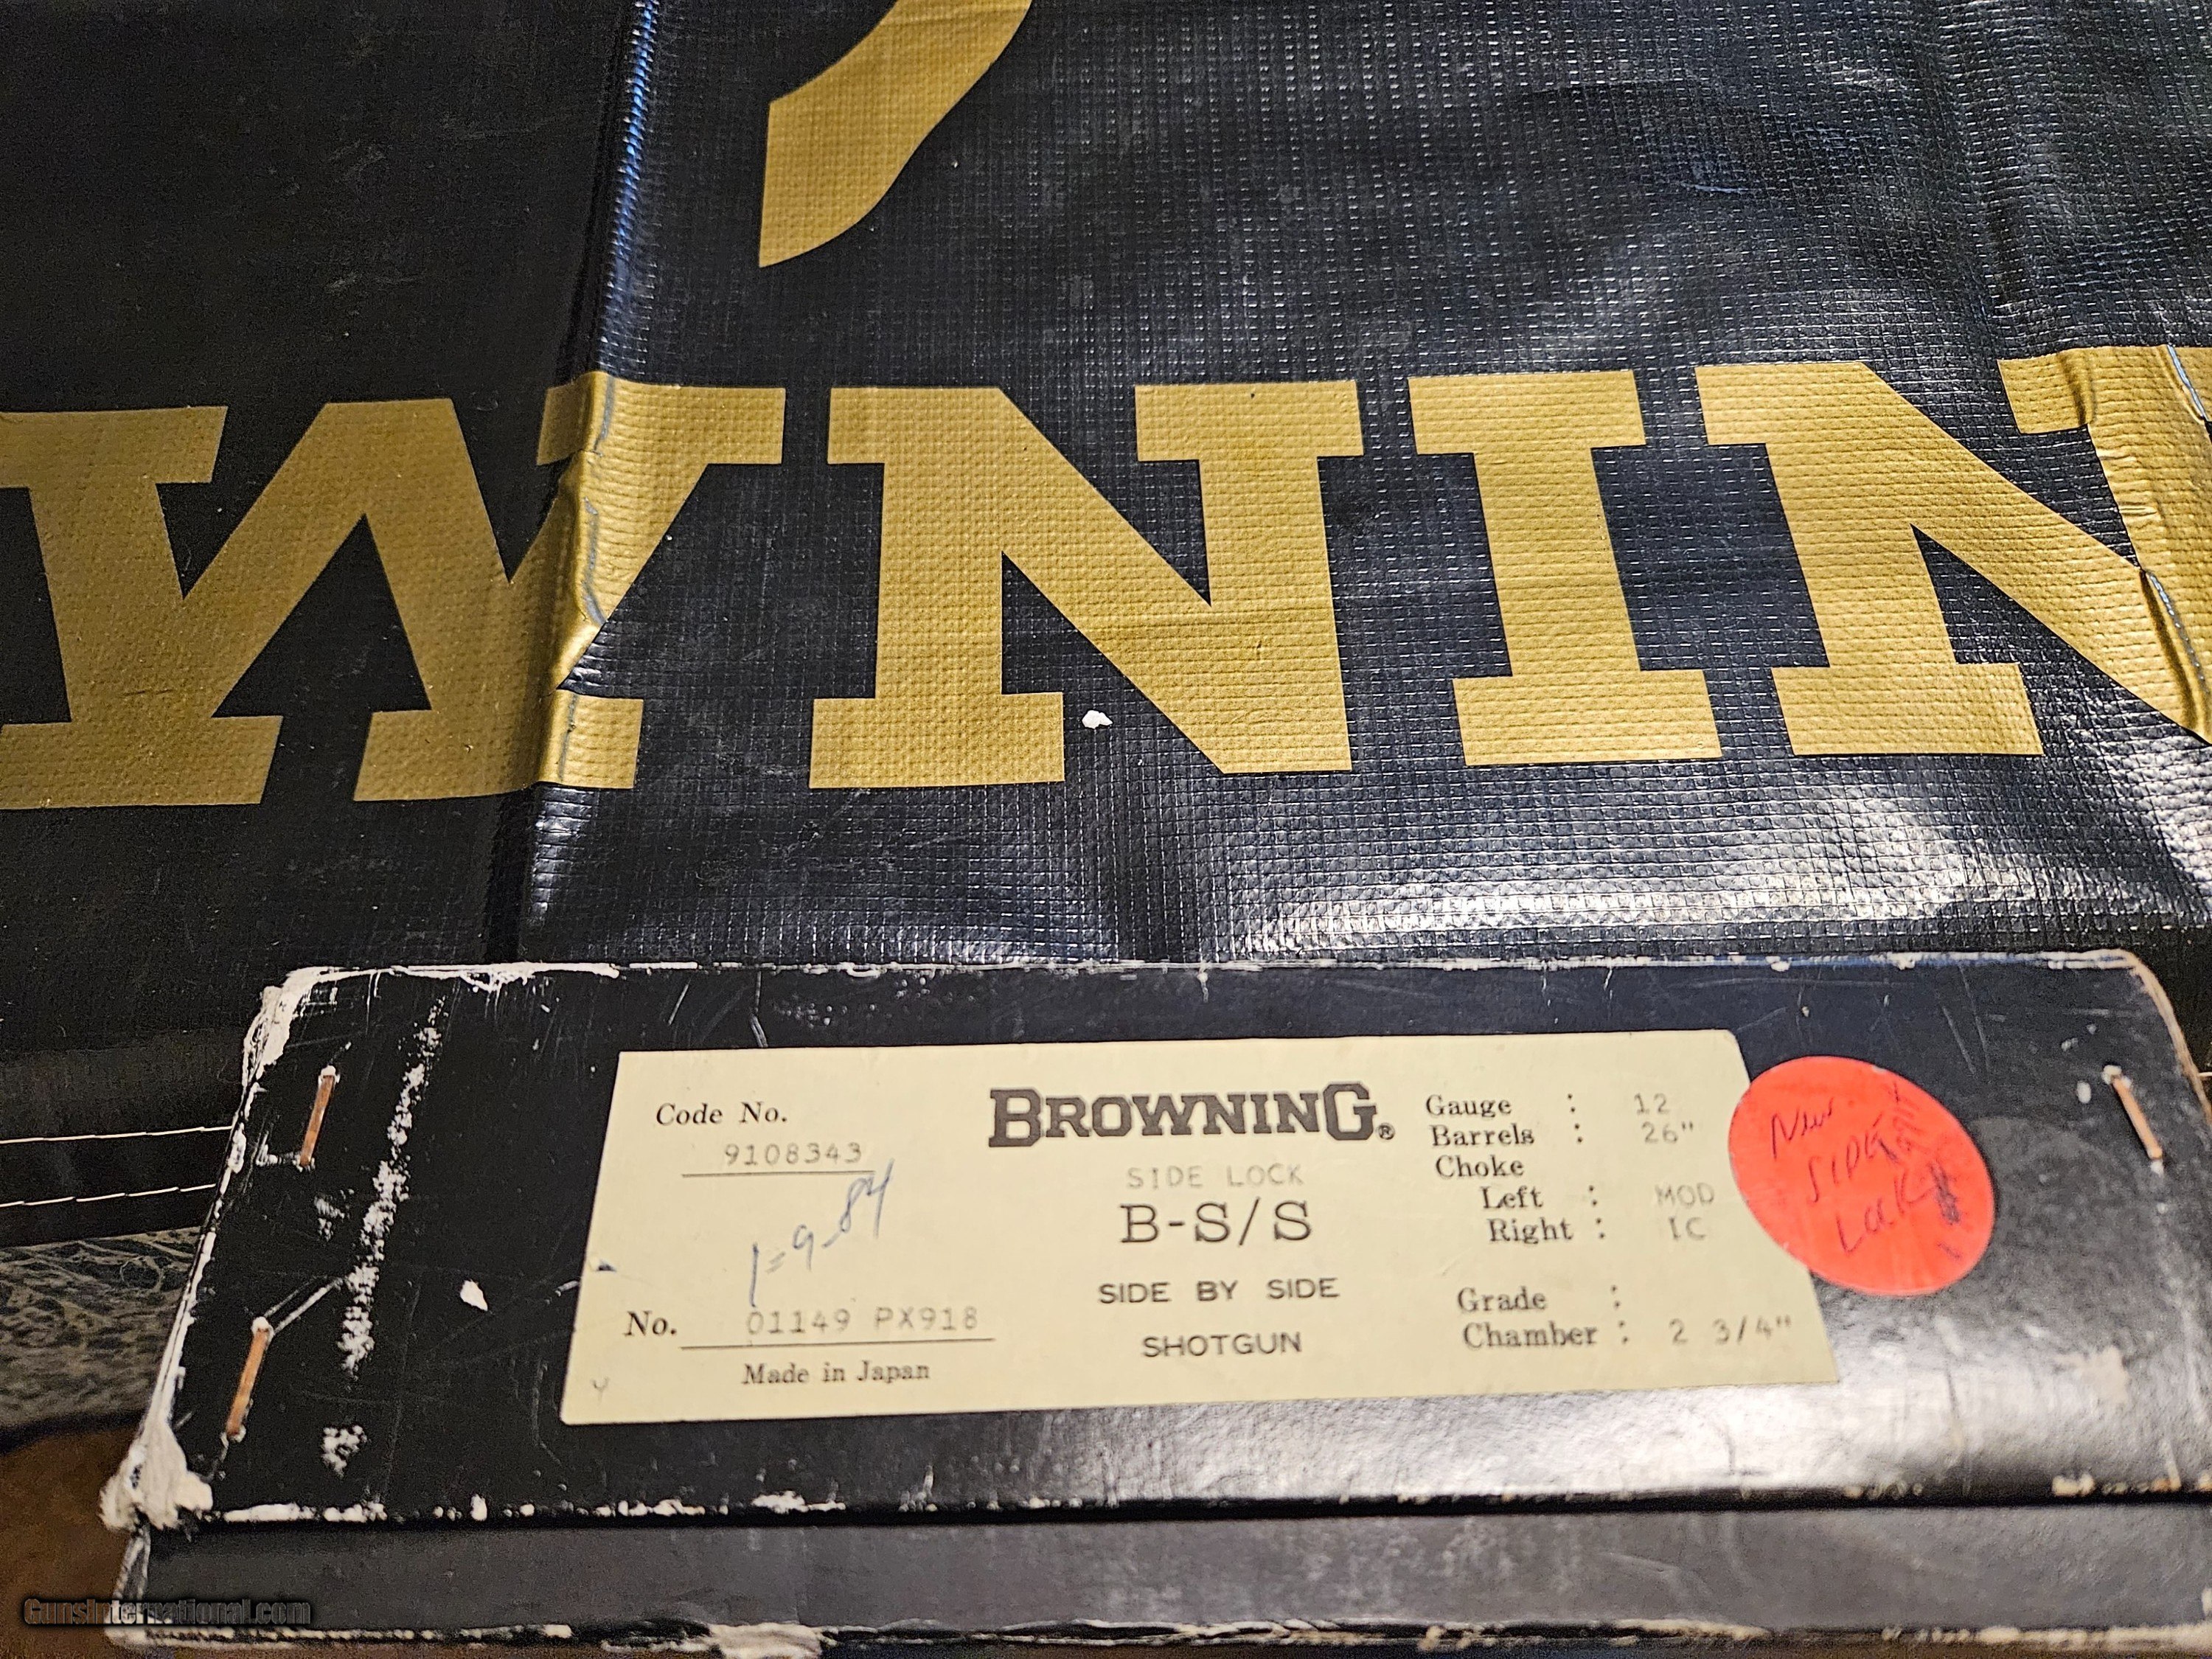 WNIN
Code No.
9108343
1-9-84
No. 01149 PX918
Made in Japan
BROWNING®
SIDE LOCK
B-S/S
SIDE BY SIDE
SHOTGUN
Gauge : 12
Barrels : 26"
Choke
Left : MOD
Right : IC
Grade :
Chamber : 2 3/4"
New
SIDE
Lock
GunsInternational.com